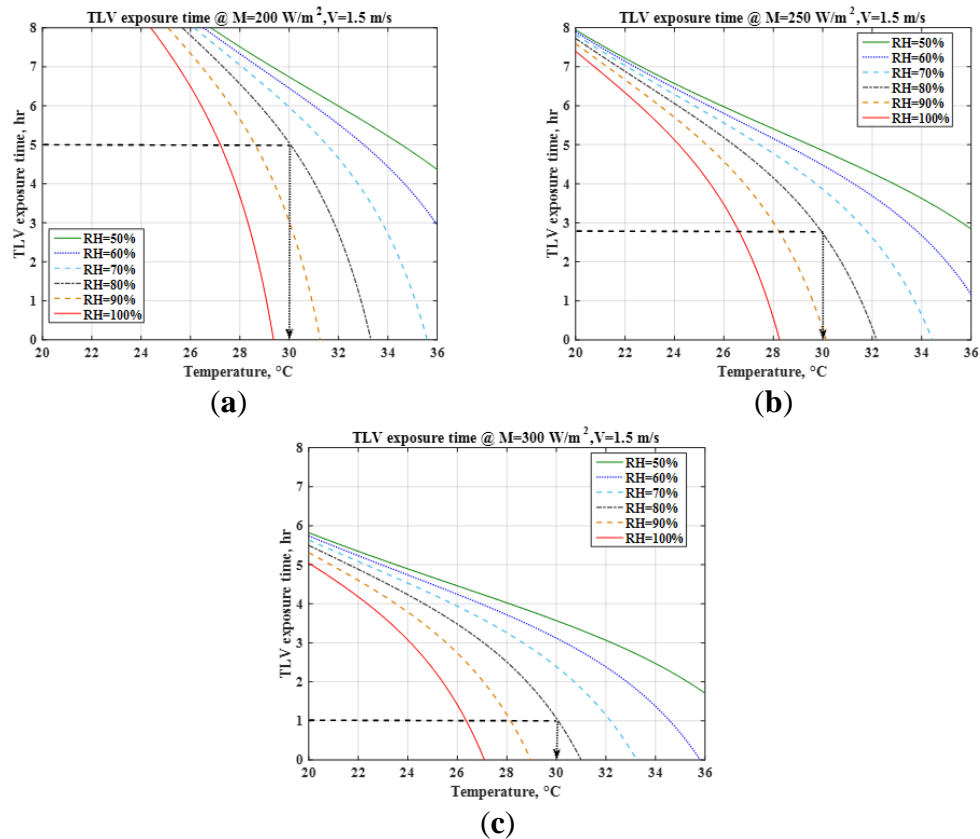 TLV exposure time @ M=200 W/m²,V=1.5 m/s
8
7
6
5
4
3
2
1
0
TLV exposure time, hr
RH=50%
RH=60%
RH=70%
RH=80%
RH=90%
RH=100%
20 22 24 26 28 30 32 34 36
Temperature, °C
(a)
TLV exposure time @ M=250 W/m²,V=1.5 m/s
8
7
6
5
4
3
2
1
0
TLV exposure time, hr
RH=50%
RH=60%
RH=70%
RH=80%
RH=90%
RH=100%
20 22 24 26 28 30 32 34 36
Temperature, °C
(b)
TLV exposure time @ M=300 W/m²,V=1.5 m/s
8
7
6
5
4
3
2
1
0
TLV exposure time, hr
RH=50%
RH=60%
RH=70%
RH=80%
RH=90%
RH=100%
20 22 24 26 28 30 32 34 36
Temperature, °C
(c)